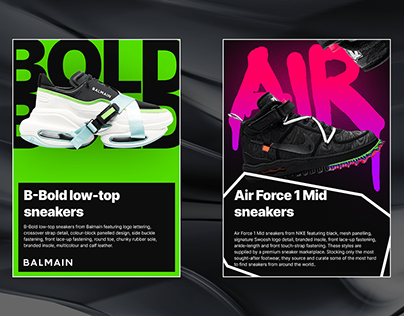 BOLD
BALMAIN
B-Bold low-top
sneakers
B-Bold low-top sneakers from Balmain featuring logo lettering,
crossover strap detail, colour-block panelled design, side buckle
fastening, front lace-up fastening, round toe, chunky rubber sole,
branded insole, multicolour and calf leather.
BALMAIN
AIR
Air Force 1 Mid
sneakers
Air Force 1 Mid sneakers from NIKE featuring black, mesh panelling,
signature Swoosh logo detail, branded insole, front lace-up fastening,
ankle-length and front touch-strap fastening. These styles are
supplied by a premium sneaker marketplace. Stocking only the most
sought-after footwear, they source and curate some of the most hard
to find sneakers from around the world..